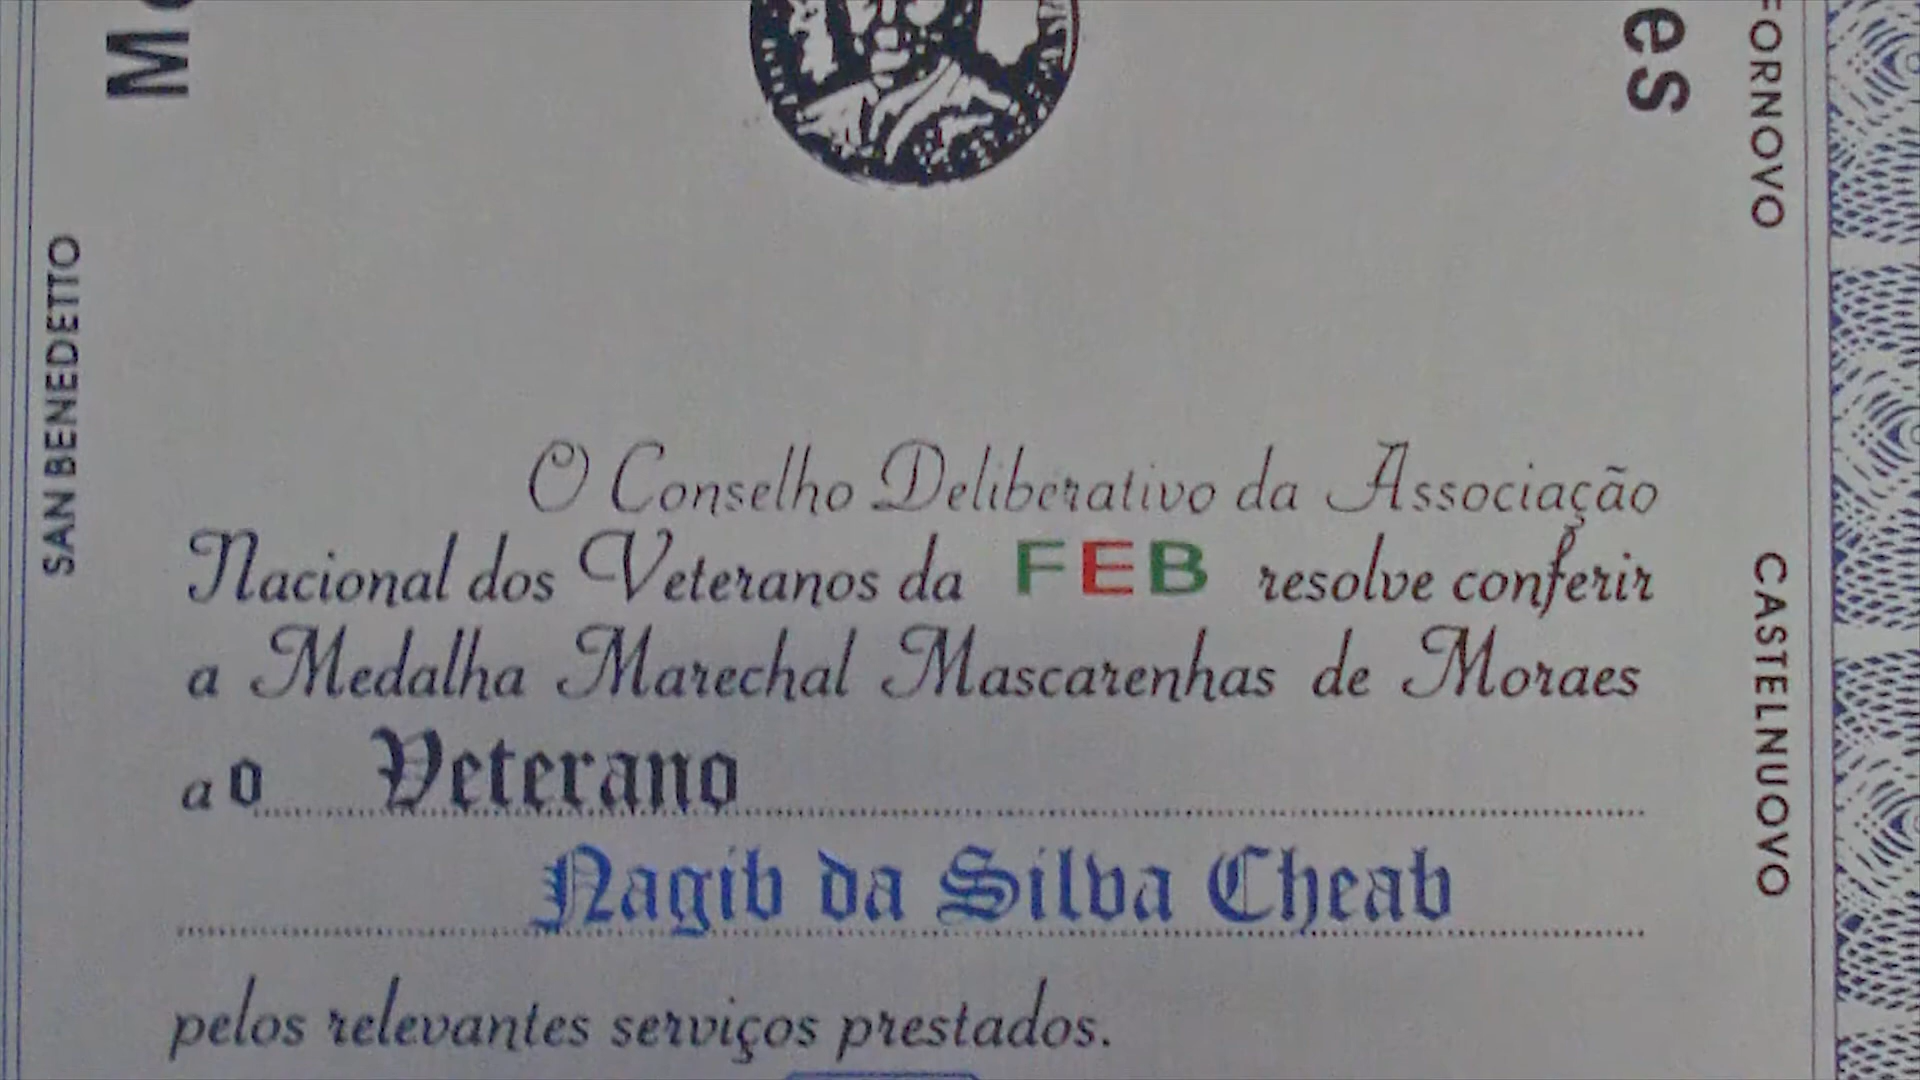 SAN BENEDETTO
FORNOVO
CASTELNUOVO
O Conselho Deliberativo da Associação
Nacional dos Veteranos da FEB resolve conferir
a Medalha Marechal Mascarenhas de Moraes
ao Veterano
Nagib da Silva Cheab
pelos relevantes serviços prestados.